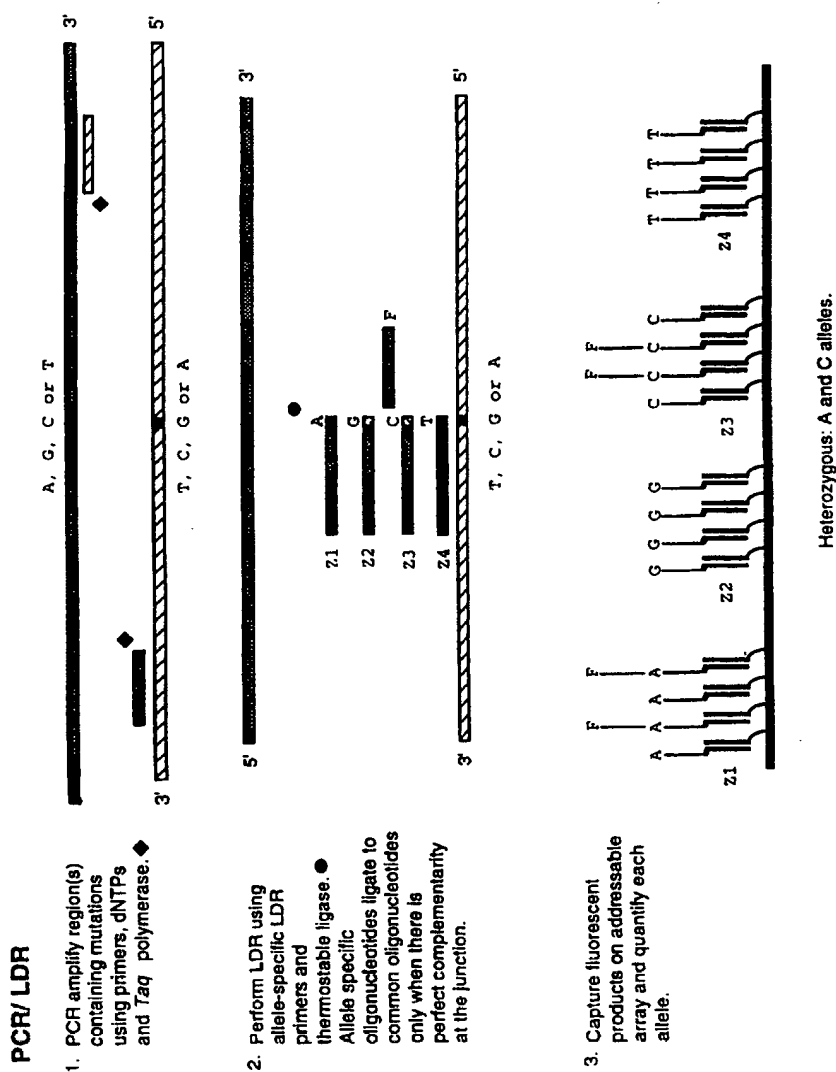 PCR/ LDR
1. PCR amplify region(s)
containing mutations
using primers, dNTPs
and Taq polymerase. ◆
3'
5'
A, G, C or T
T, C, G or A
3'
2. Perform LDR using
allele-specific LDR
primers and
thermostable ligase. ●
Allele specific
oligonucleotides ligate to
common oligonucleotides
only when there is
perfect complementarity
at the junction.
5'
3'
Z1 A
Z2 G
F
Z3 C
Z4 T
3'
5'
T, C, G or A
3. Capture fluorescent
products on addressable
array and quantify each
allele.
F F F F
A A A A G G G G C C C C T T T T
Z1 Z2 Z3 Z4
Heterozygous: A and C alleles.